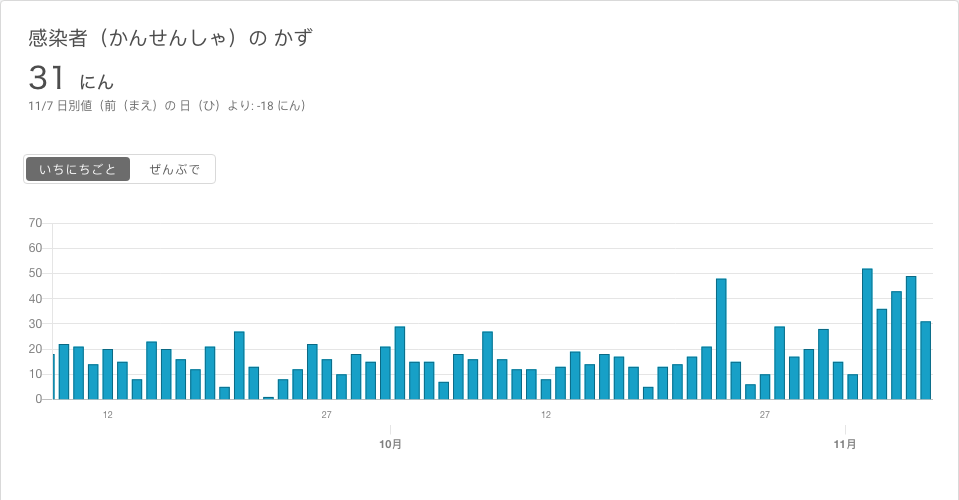 感染者（かんせんしゃ）の かず
31 にん
11/7 日別値（前（まえ）の 日（ひ）より: -18 にん）
いちにちごと ぜんぶで
70
60
50
40
30
20
10
0
12 27 12 27
10月 11月